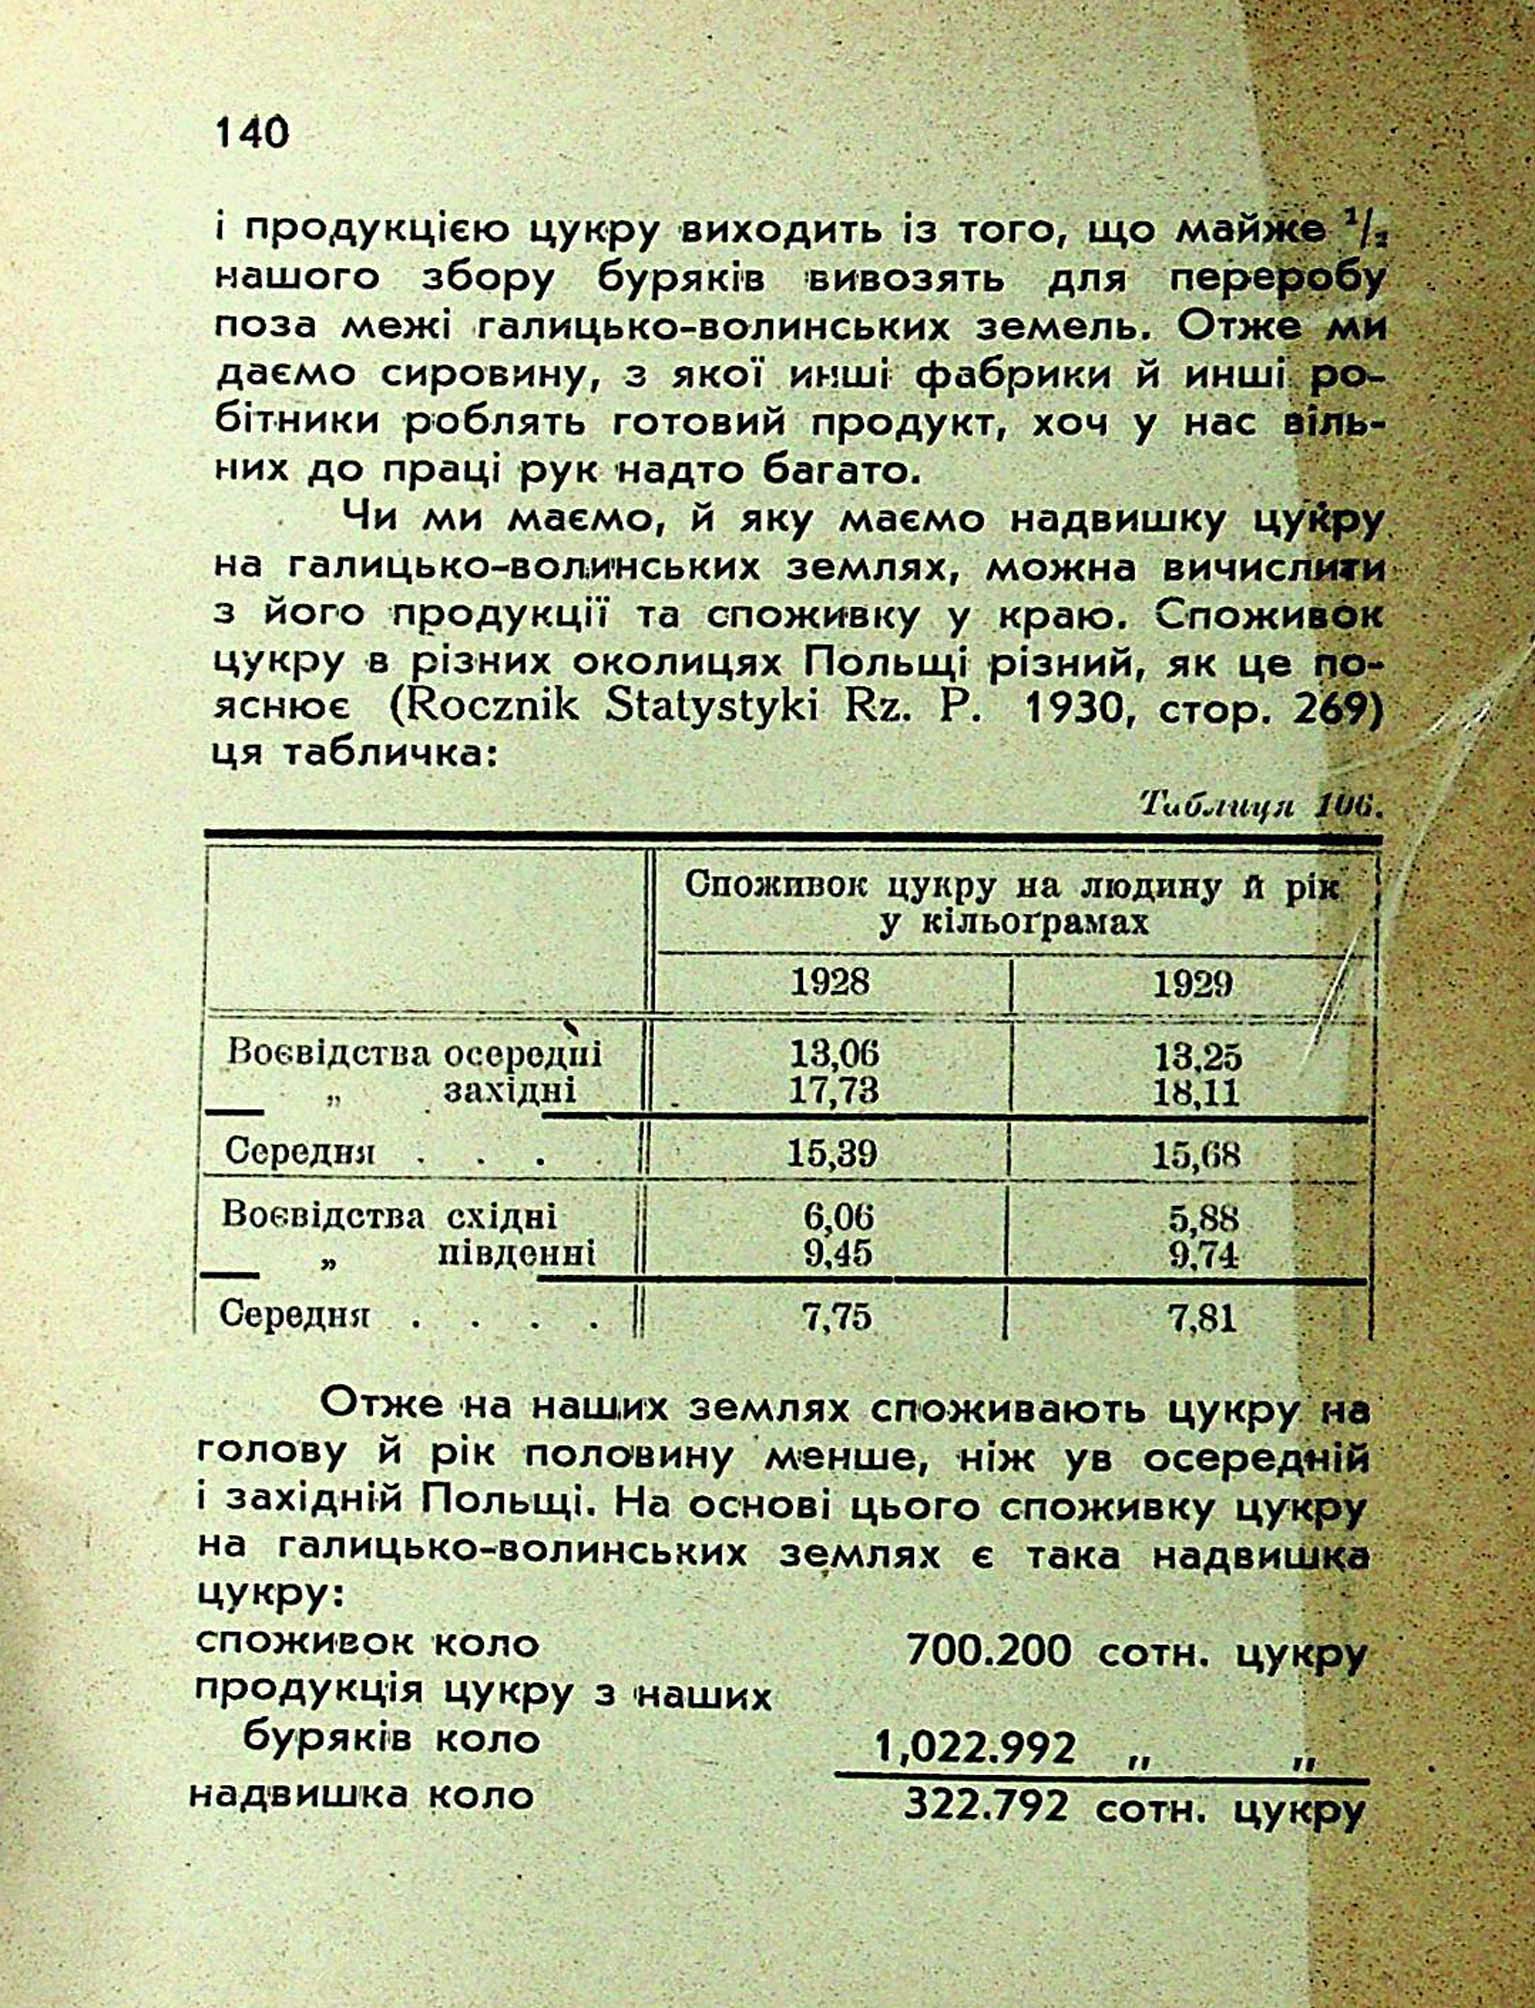 140
і продукцією цукру виходить із того, що майже ¹/₂
нашого збору буряків вивозять для переробу
поза межі галицько-волинських земель. Отже ми
даємо сировину, з якої инші фабрики й инші ро-
бітники роблять готовий продукт, хоч у нас віль-
них до праці рук надто багато.
Чи ми маємо, й яку маємо надвишку цукру
на галицько-волинських землях, можна вичислити
з його продукції та споживку у краю. Споживок
цукру в різних околицях Польщі різний, як це по-
яснює (Rocznik Statystyki Rz. P. 1930, стор. 269)
ця табличка:
Таблиця 106.
Споживок цукру на людину й рік
у кільоґрамах
1928 1929
Воєвідства осередні 13,06 13,25
„ західні 17,73 18,11
Середня . . . . 15,39 15,68
Воєвідства східні 6,06 5,88
„ південні 9,45 9,74
Середня . . . . 7,75 7,81
Отже на наших землях споживають цукру на
голову й рік половину менше, ніж ув осередній
і західній Польщі. На основі цього споживку цукру
на галицько-волинських землях є така надвишка
цукру:
споживок коло 700.200 сотн. цукру
продукція цукру з наших
буряків коло 1,022.992 „ „
надвишка коло 322.792 сотн. цукру